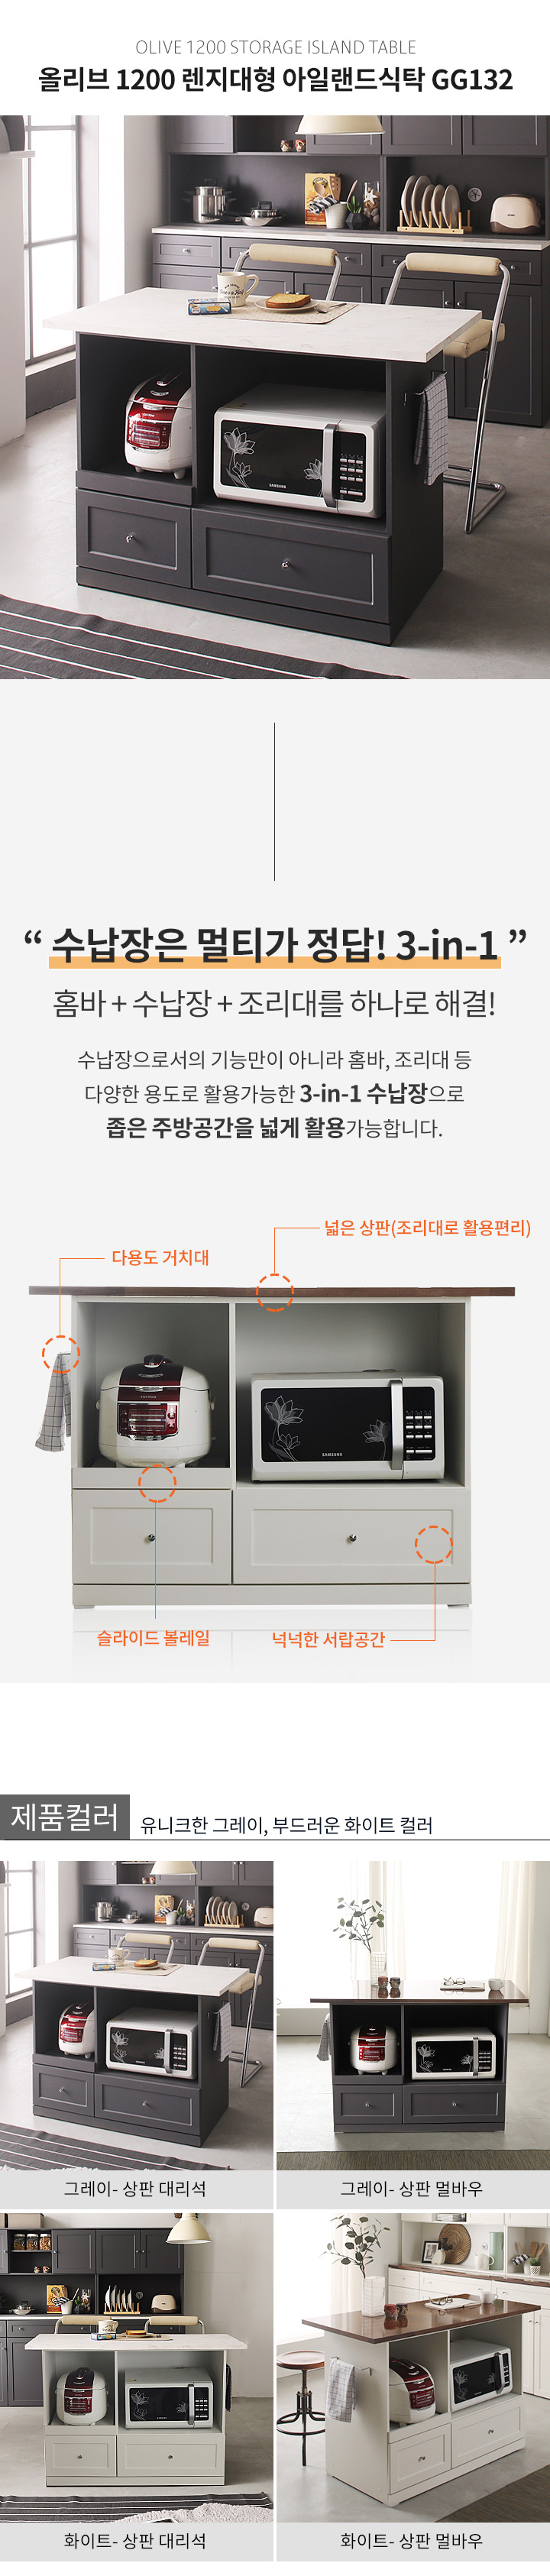 OLIVE 1200 STORAGE ISLAND TABLE
올리브 1200 렌지대형 아일랜드식탁 GG132
SAMSUNG
“ 수납장은 멀티가 정답! 3-in-1 ”
홈바 + 수납장 + 조리대를 하나로 해결!
수납장으로서의 기능만이 아니라 홈바, 조리대 등
다양한 용도로 활용가능한 3-in-1 수납장으로
좁은 주방공간을 넓게 활용가능합니다.
넓은 상판(조리대로 활용편리)
다용도 거치대
SAMSUNG
슬라이드 볼레일
넉넉한 서랍공간
제품컬러
유니크한 그레이, 부드러운 화이트 컬러
그레이- 상판 대리석
그레이- 상판 멀바우
화이트- 상판 대리석
화이트- 상판 멀바우